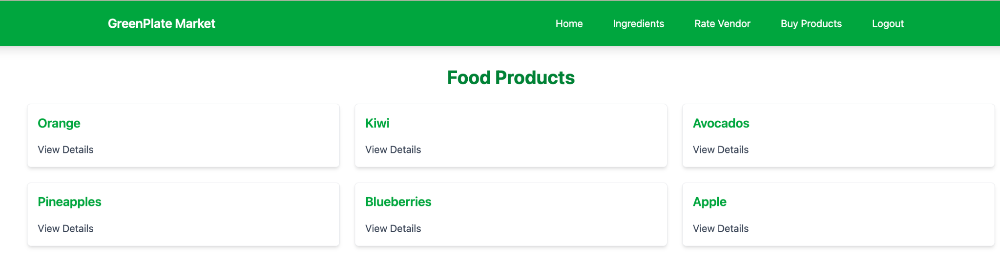 GreenPlate Market
Home Ingredients Rate Vendor Buy Products Logout
Food Products
Orange
View Details
Kiwi
View Details
Avocados
View Details
Pineapples
View Details
Blueberries
View Details
Apple
View Details